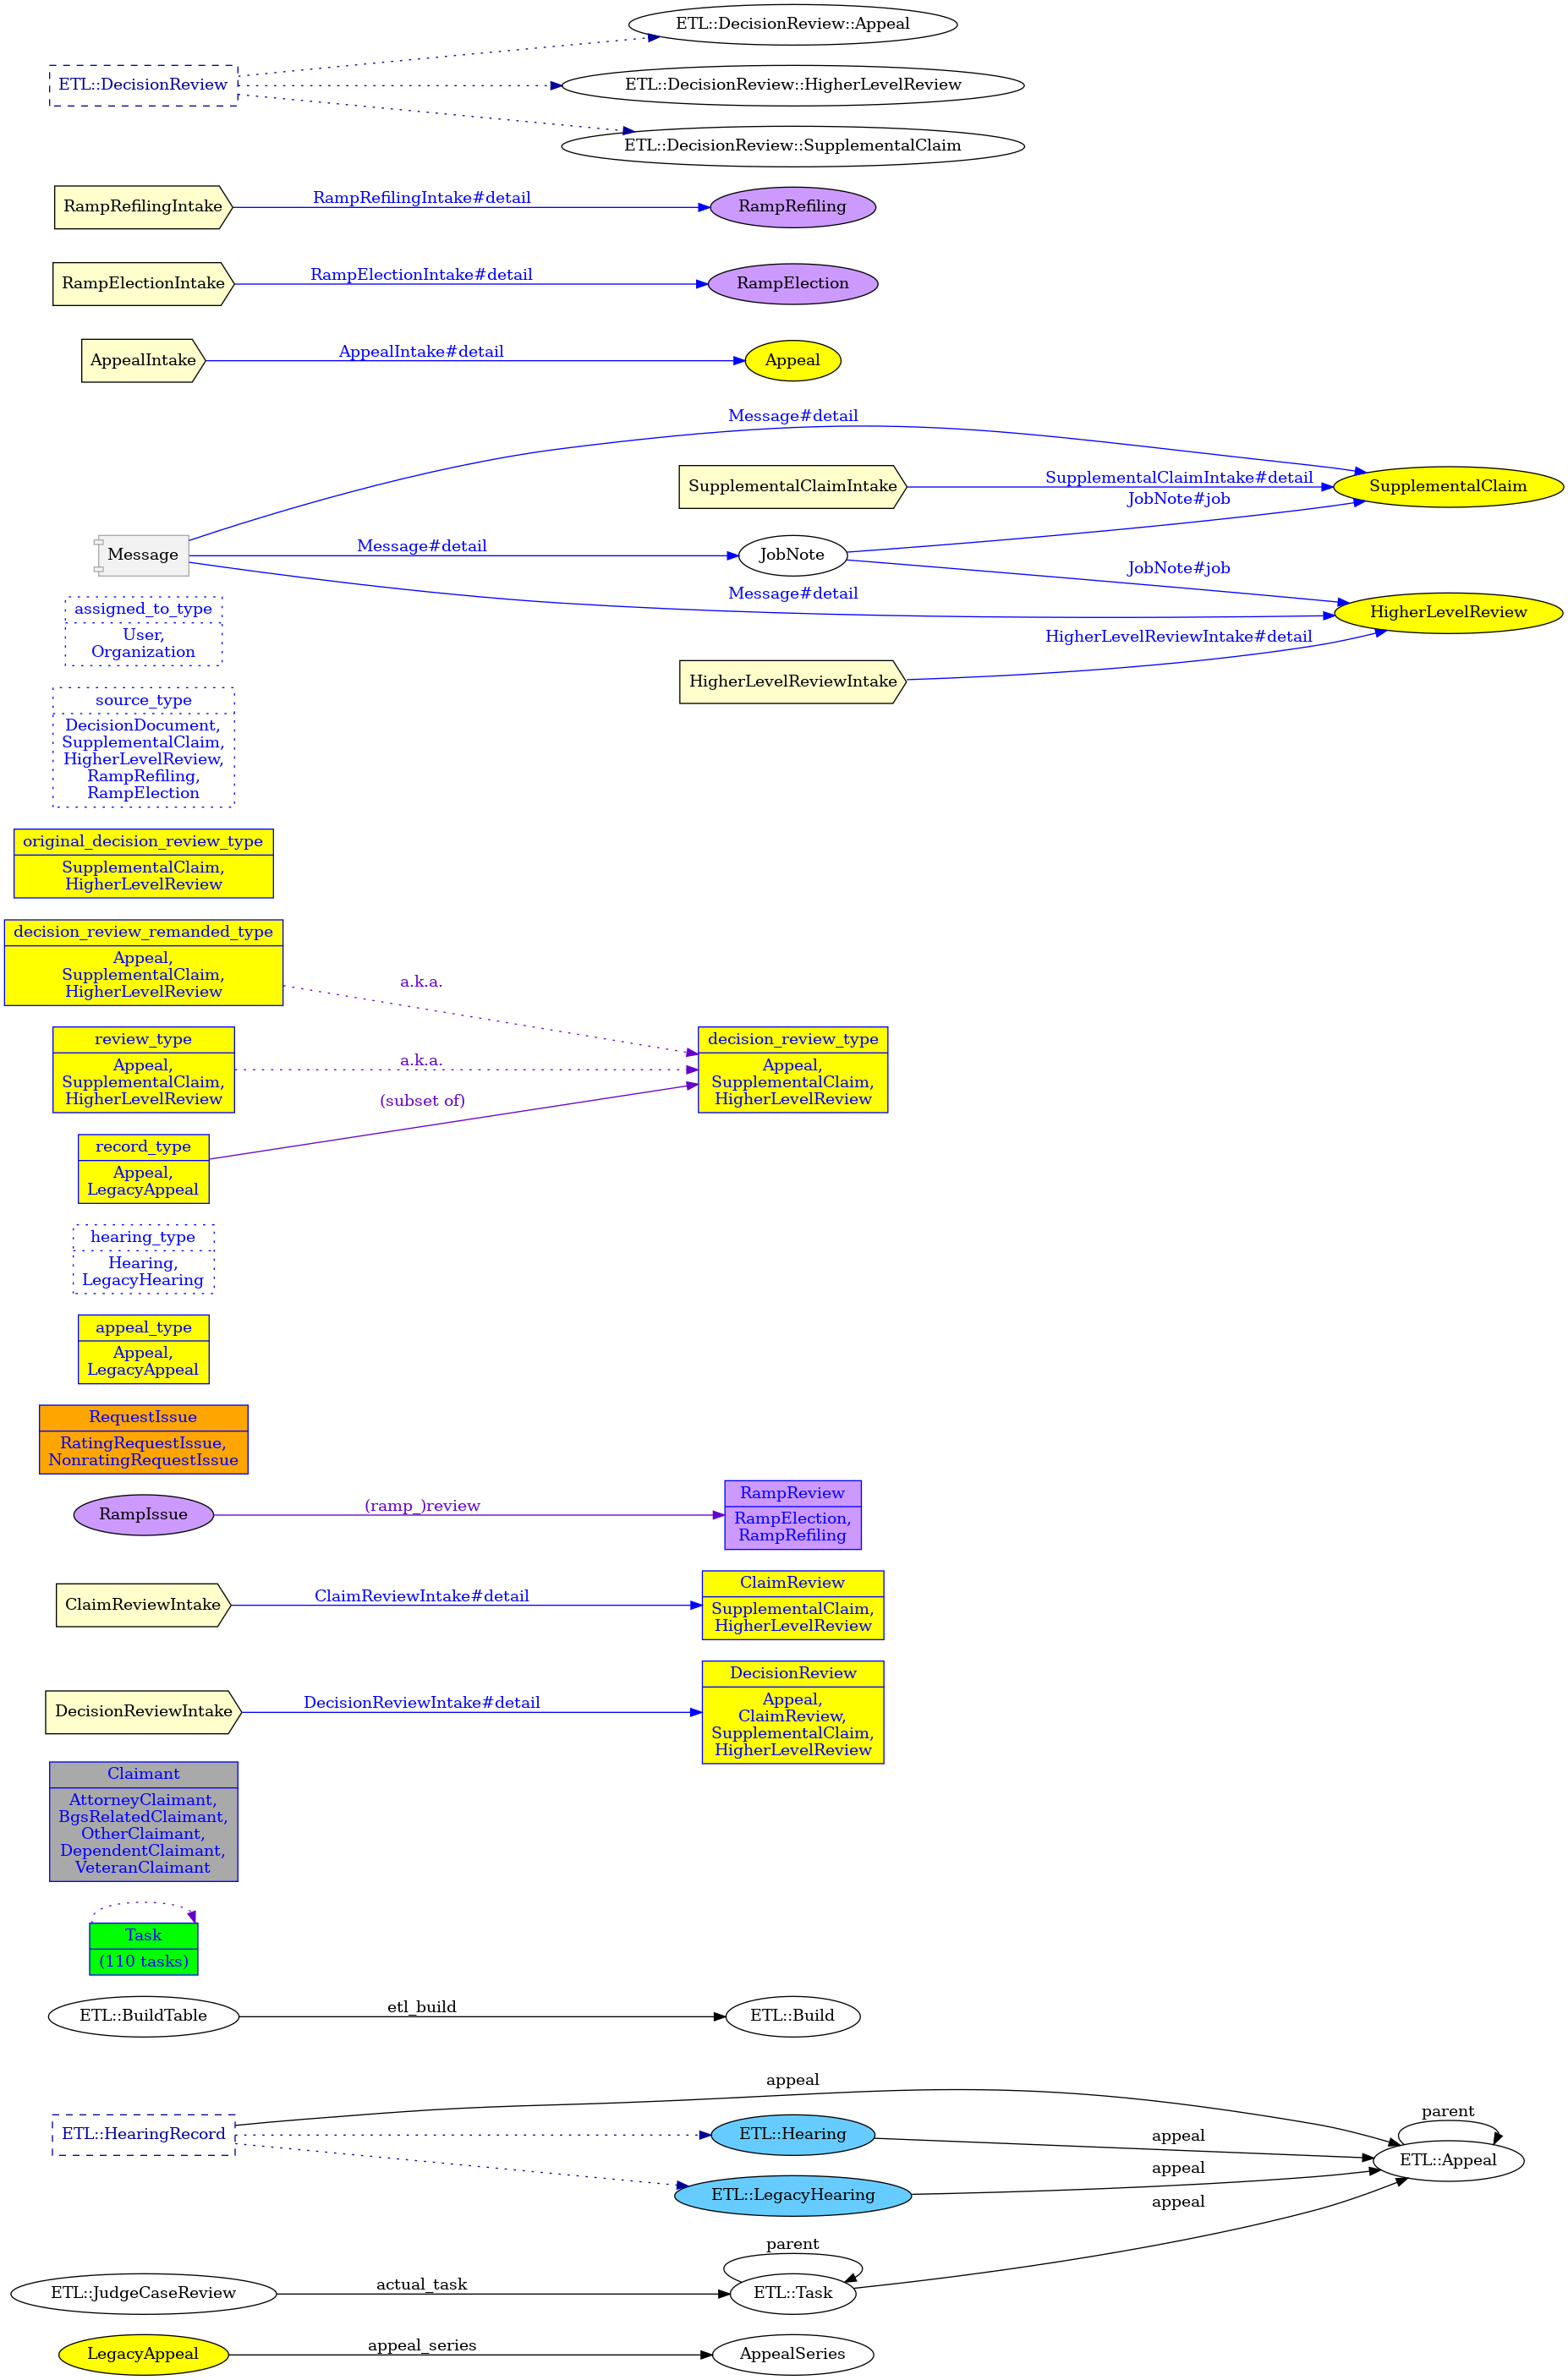 ETL::DecisionReview::Appeal
ETL::DecisionReview
ETL::DecisionReview::HigherLevelReview
ETL::DecisionReview::SupplementalClaim
RampRefilingIntake
RampRefilingIntake#detail
RampRefiling
RampElectionIntake
RampElectionIntake#detail
RampElection
AppealIntake
AppealIntake#detail
Appeal
Message#detail
SupplementalClaimIntake
SupplementalClaimIntake#detail
SupplementalClaim
JobNote#job
Message
Message#detail
JobNote
JobNote#job
Message#detail
HigherLevelReview
HigherLevelReviewIntake#detail
HigherLevelReviewIntake
assigned_to_type
User,
Organization
source_type
DecisionDocument,
SupplementalClaim,
HigherLevelReview,
RampRefiling,
RampElection
original_decision_review_type
SupplementalClaim,
HigherLevelReview
decision_review_remanded_type
Appeal,
SupplementalClaim,
HigherLevelReview
a.k.a.
review_type
Appeal,
SupplementalClaim,
HigherLevelReview
a.k.a.
decision_review_type
Appeal,
SupplementalClaim,
HigherLevelReview
(subset of)
record_type
Appeal,
LegacyAppeal
hearing_type
Hearing,
LegacyHearing
appeal_type
Appeal,
LegacyAppeal
RequestIssue
RatingRequestIssue,
NonratingRequestIssue
RampIssue
(ramp_)review
RampReview
RampElection,
RampRefiling
ClaimReviewIntake
ClaimReviewIntake#detail
ClaimReview
SupplementalClaim,
HigherLevelReview
DecisionReviewIntake
DecisionReviewIntake#detail
DecisionReview
Appeal,
ClaimReview,
SupplementalClaim,
HigherLevelReview
Claimant
AttorneyClaimant,
BgsRelatedClaimant,
OtherClaimant,
DependentClaimant,
VeteranClaimant
Task
(110 tasks)
ETL::BuildTable
etl_build
ETL::Build
appeal
ETL::HearingRecord
ETL::Hearing
appeal
parent
ETL::Appeal
ETL::LegacyHearing
appeal
appeal
parent
ETL::JudgeCaseReview
actual_task
ETL::Task
LegacyAppeal
appeal_series
AppealSeries